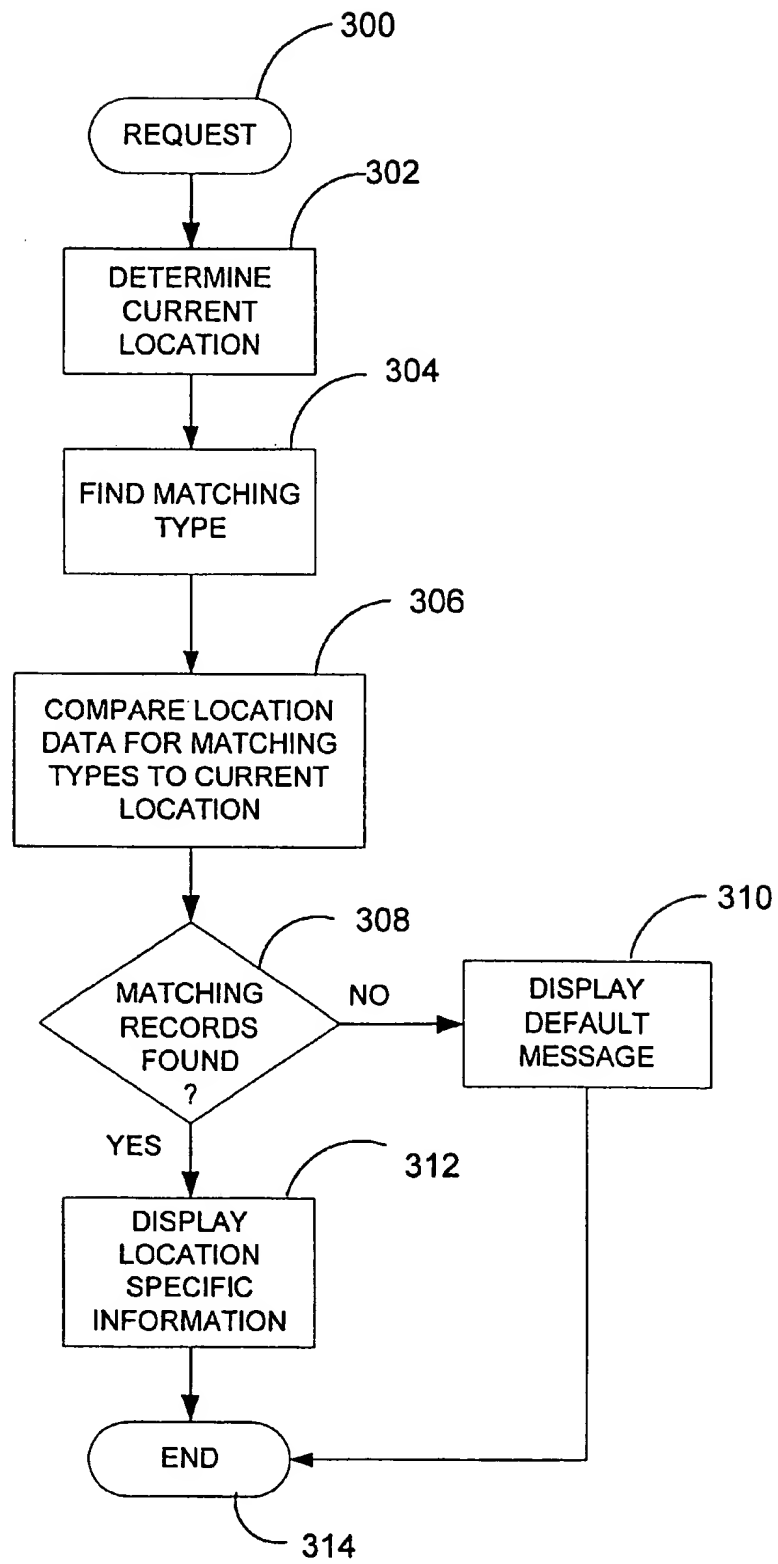 300
REQUEST
302
DETERMINE
CURRENT
LOCATION
304
FIND MATCHING
TYPE
306
COMPARE LOCATION
DATA FOR MATCHING
TYPES TO CURRENT
LOCATION
308
MATCHING
RECORDS
FOUND
?
NO
310
DISPLAY
DEFAULT
MESSAGE
YES
312
DISPLAY
LOCATION
SPECIFIC
INFORMATION
END
314